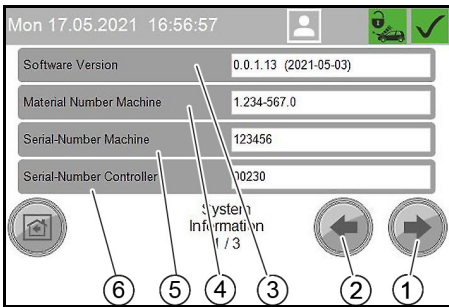 Mon 17.05.2021 16:56:57
Software Version 0.0.1.13 (2021-05-03)
Material Number Machine 1.234-567.0
Serial-Number Machine 123456
Serial-Number Controller 00230
System
Information
1 / 3
6 5 4 3 2 1